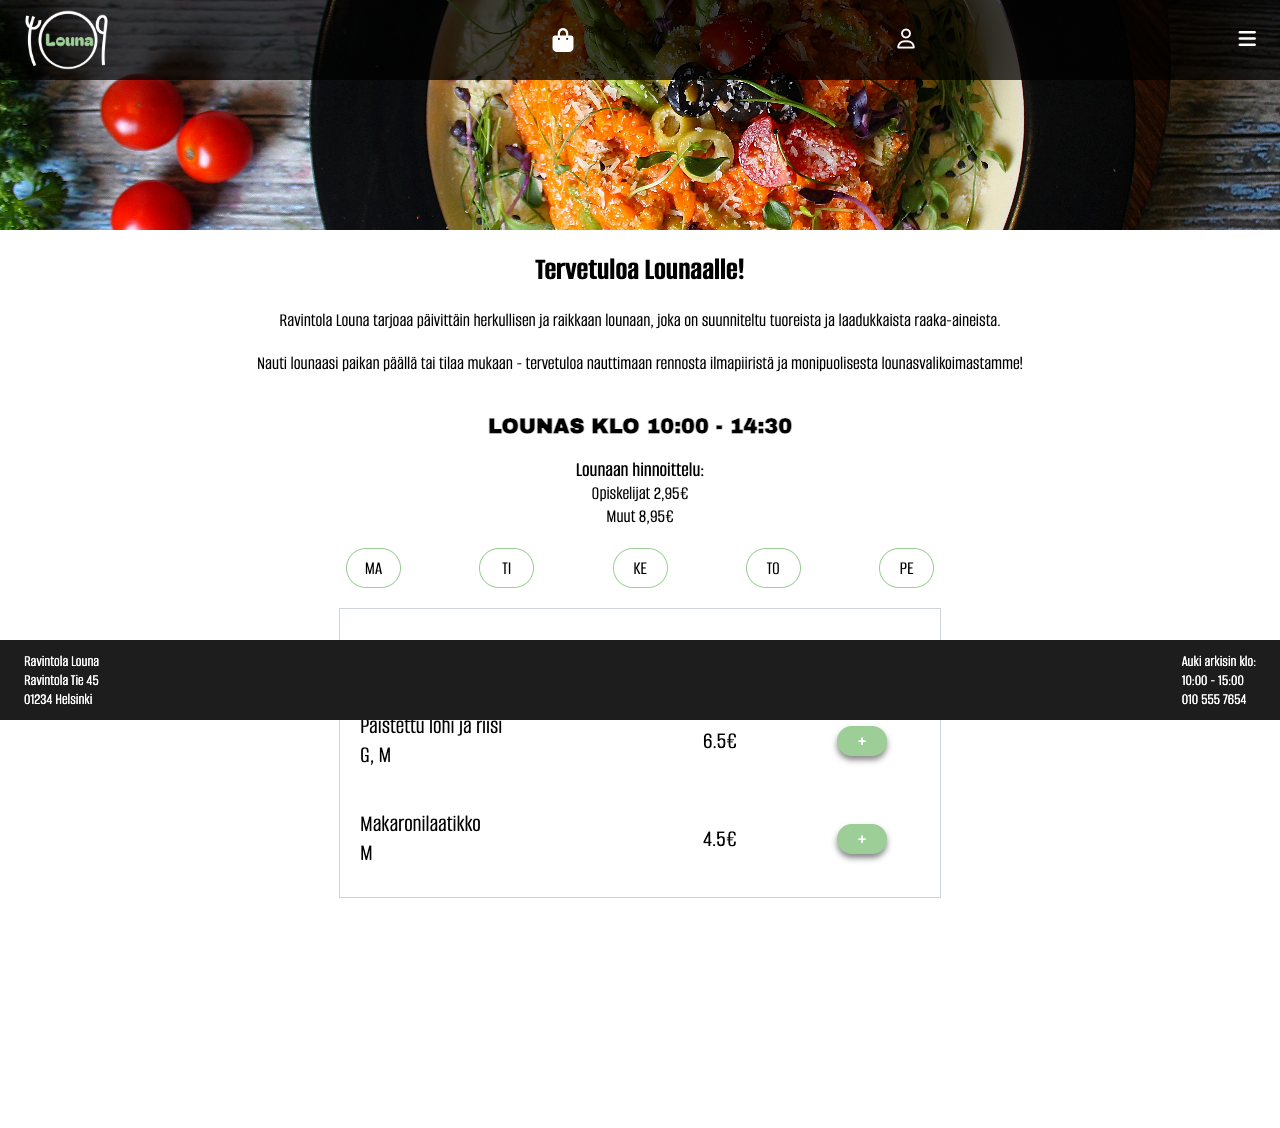 Louna
Tervetuloa Lounaalle!
Ravintola Louna tarjoaa päivittäin herkullisen ja raikkaan lounaan, joka on suunniteltu tuoreista ja laadukkaista raaka-aineista.
Nauti lounaasi paikan päällä tai tilaa mukaan - tervetuloa nauttimaan rennosta ilmapiiristä ja monipuolisesta lounasvalikoimastamme!
LOUNAS KLO 10:00 - 14:30
Lounaan hinnoittelu:
Opiskelijat 2,95€
Muut 8,95€
MA TI KE TO PE
Ravintola Louna
Ravintola Tie 45
01234 Helsinki
Auki arkisin klo:
10:00 - 15:00
010 555 7654
Paistettu lohi ja riisi
G, M
6.5€
+
Makaronilaatikko
M
4.5€
+